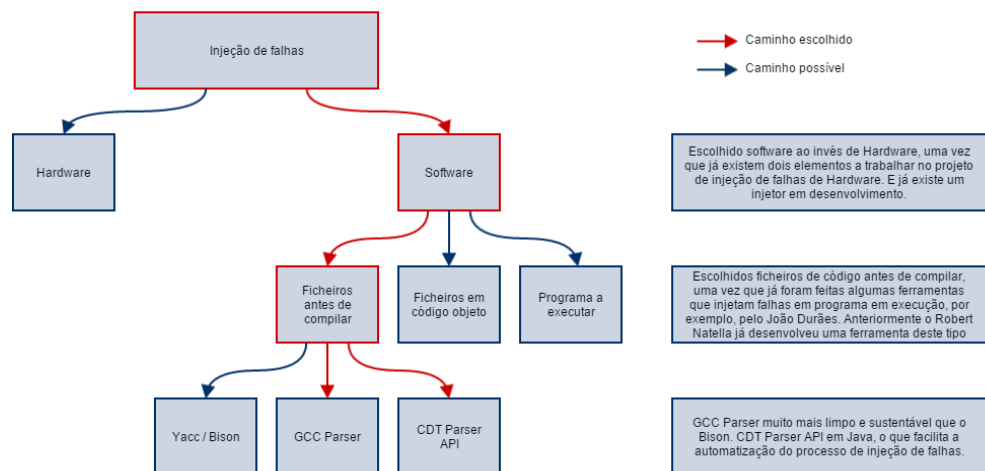 Injeção de falhas
Caminho escolhido
Caminho possível
Hardware
Software
Escolhido software ao invés de Hardware, uma vez
que já existem dois elementos a trabalhar no projeto
de injeção de falhas de Hardware. E já existe um
injetor em desenvolvimento.
Ficheiros
antes de
compilar
Ficheiros em
código objeto
Programa a
executar
Escolhidos ficheiros de código antes de compilar,
uma vez que já foram feitas algumas ferramentas
que injetam falhas em programa em execução, por
exemplo, pelo João Durães. Anteriormente o Robert
Natella já desenvolveu uma ferramenta deste tipo
Yacc / Bison
GCC Parser
CDT Parser
API
GCC Parser muito mais limpo e sustentável que o
Bison. CDT Parser API em Java, o que facilita a
automatização do processo de injeção de falhas.